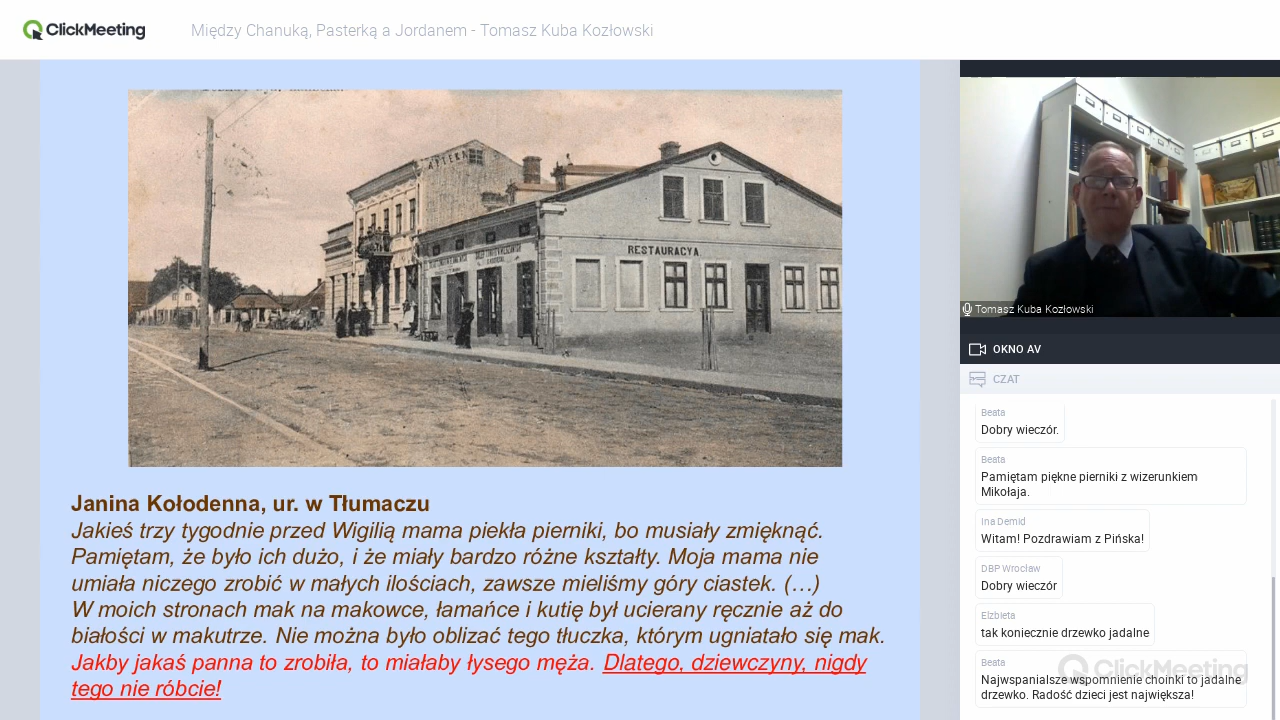 ClickMeeting
Między Chanuką, Pasterką a Jordanem - Tomasz Kuba Kozłowski
APTEKA
RESTAURACYA
Janina Kołodenna, ur. w Tłumaczu
Jakieś trzy tygodnie przed Wigilią mama piekła pierniki, bo musiały zmięknąć.
Pamiętam, że było ich dużo, i że miały bardzo różne kształty. Moja mama nie
umiała niczego zrobić w małych ilościach, zawsze mieliśmy góry ciastek. (…)
W moich stronach mak na makowce, łamańce i kutię był ucierany ręcznie aż do
białości w makutrze. Nie można było oblizać tego tłuczka, którym ugniatało się mak.
Jakby jakaś panna to zrobiła, to miałaby łysego męża. Dlatego, dziewczyny, nigdy
tego nie róbcie!
Tomasz Kuba Kozłowski
OKNO AV
CZAT
Beata
Dobry wieczór.
Beata
Pamiętam piękne pierniki z wizerunkiem
Mikołaja.
Ina Demid
Witam! Pozdrawiam z Pińska!
DBP Wrocław
Dobry wieczór
Elzbieta
tak koniecznie drzewko jadalne
Beata
Najwspanialsze wspomnienie choinki to jadalne
drzewko. Radość dzieci jest największa!
ClickMeeting